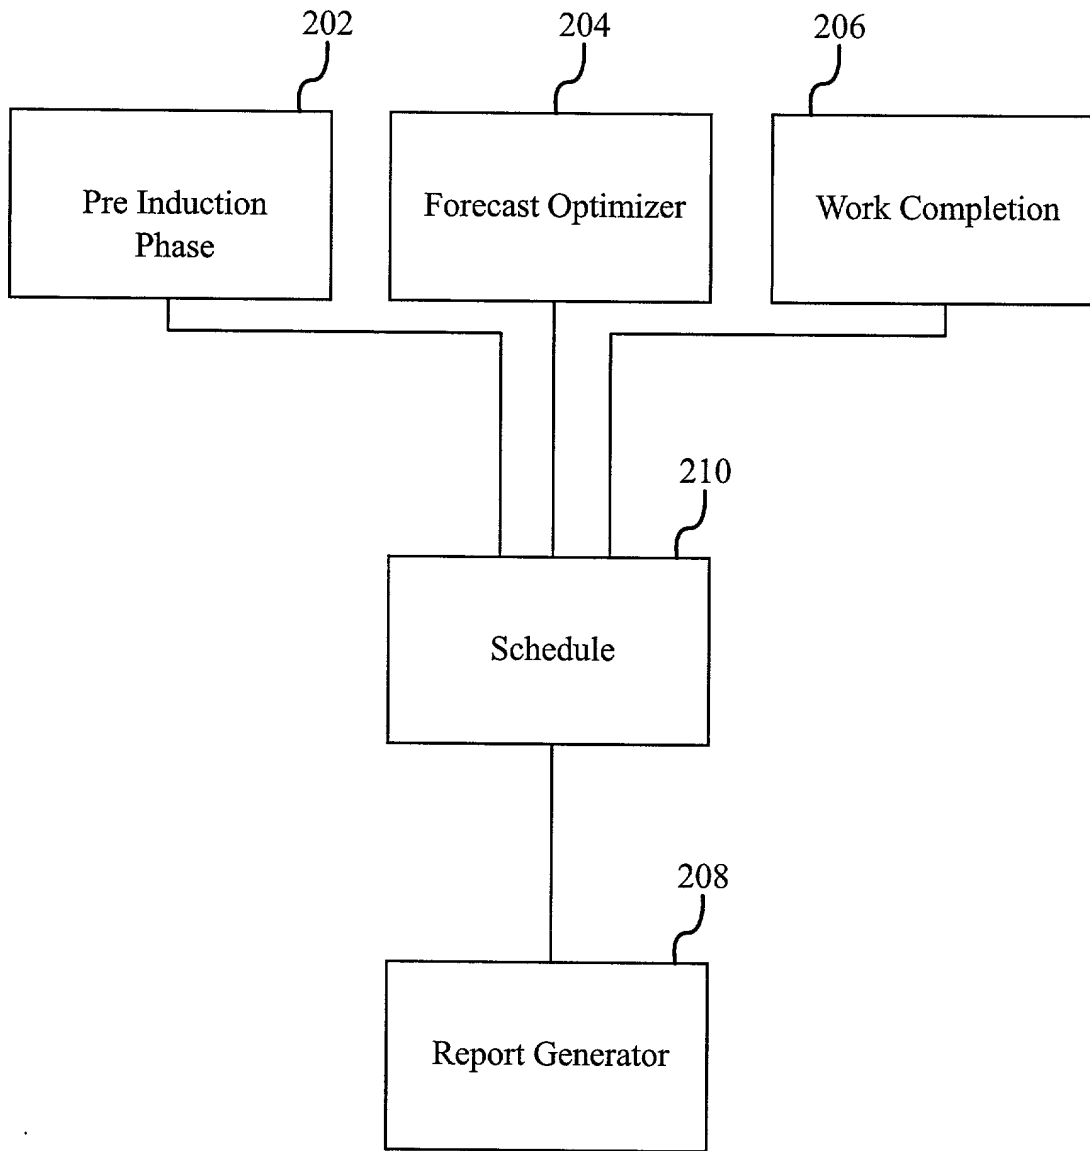 202
204
206
Pre Induction
Phase
Forecast Optimizer
Work Completion
210
Schedule
208
Report Generator